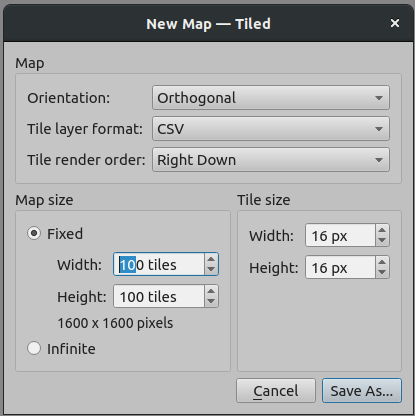 New Map — Tiled
Map
Orientation: Orthogonal
Tile layer format: CSV
Tile render order: Right Down
Map size
Fixed
Width: 100 tiles
Height: 100 tiles
1600 x 1600 pixels
Infinite
Tile size
Width: 16 px
Height: 16 px
Cancel
Save As...